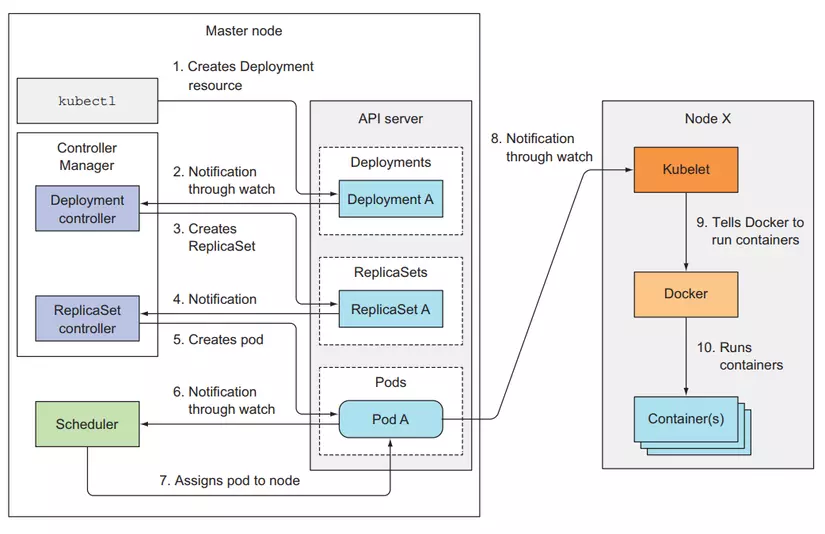 Master node
1. Creates Deployment
resource
kubectl
API server
Node X
Controller
Manager
Deployments
8. Notification
through watch
Kubelet
2. Notification
through watch
Deployment
controller
Deployment A
3. Creates
ReplicaSet
9. Tells Docker to
run containers
ReplicaSets
4. Notification
ReplicaSet
controller
ReplicaSet A
Docker
5. Creates pod
10. Runs
containers
Pods
6. Notification
through watch
Scheduler
Pod A
Container(s)
7. Assigns pod to node